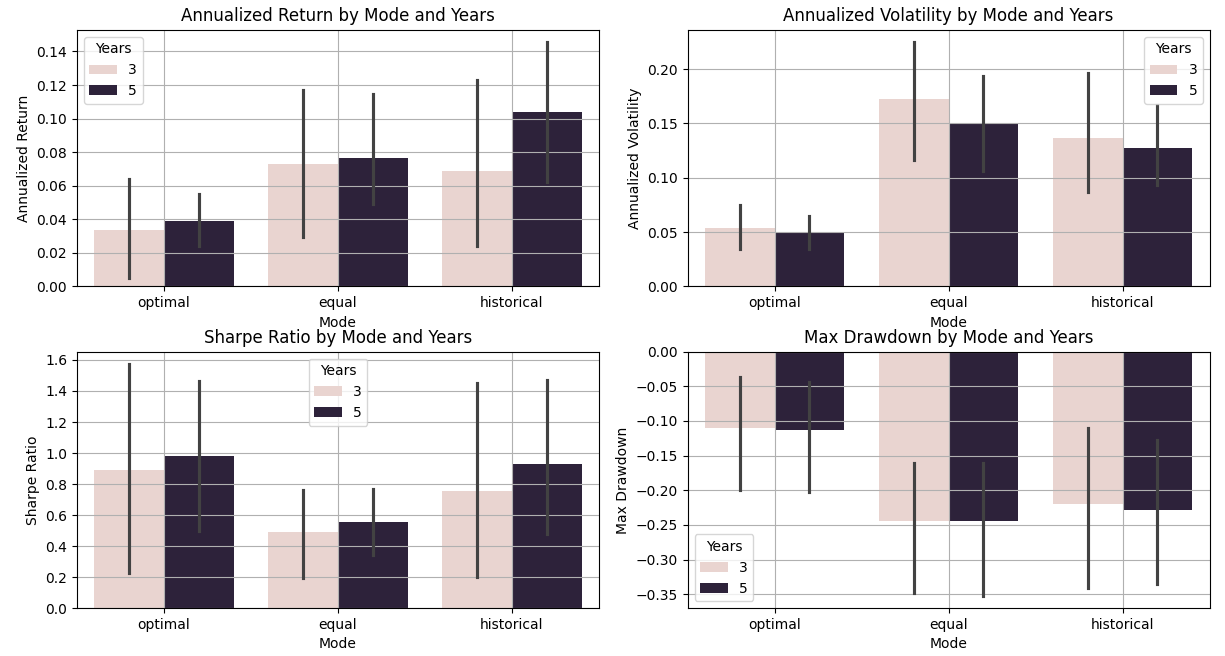 Annualized Return by Mode and Years
Annualized Return
0.14
0.12
0.10
0.08
0.06
0.04
0.02
0.00
Years
3
5
optimal equal historical
Mode
Annualized Volatility by Mode and Years
Annualized Volatility
0.20
0.15
0.10
0.05
0.00
Years
3
5
optimal equal historical
Mode
Sharpe Ratio by Mode and Years
Sharpe Ratio
1.6
1.4
1.2
1.0
0.8
0.6
0.4
0.2
0.0
Years
3
5
optimal equal historical
Mode
Max Drawdown by Mode and Years
Max Drawdown
0.00
−0.05
−0.10
−0.15
−0.20
−0.25
−0.30
−0.35
Years
3
5
optimal equal historical
Mode